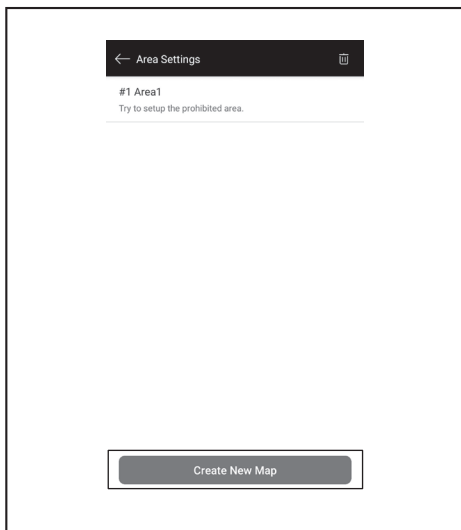 Area Settings
#1 Area1
Try to setup the prohibited area.
Create New Map